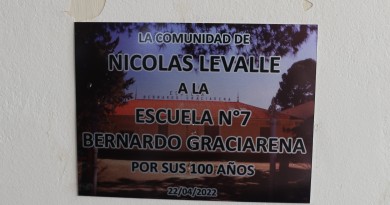 LA COMUNIDAD DE
NICOLAS LEVALLE
A LA
ESCUELA N°7
BERNARDO GRACIARENA
POR SUS 100 AÑOS
22/04/2022